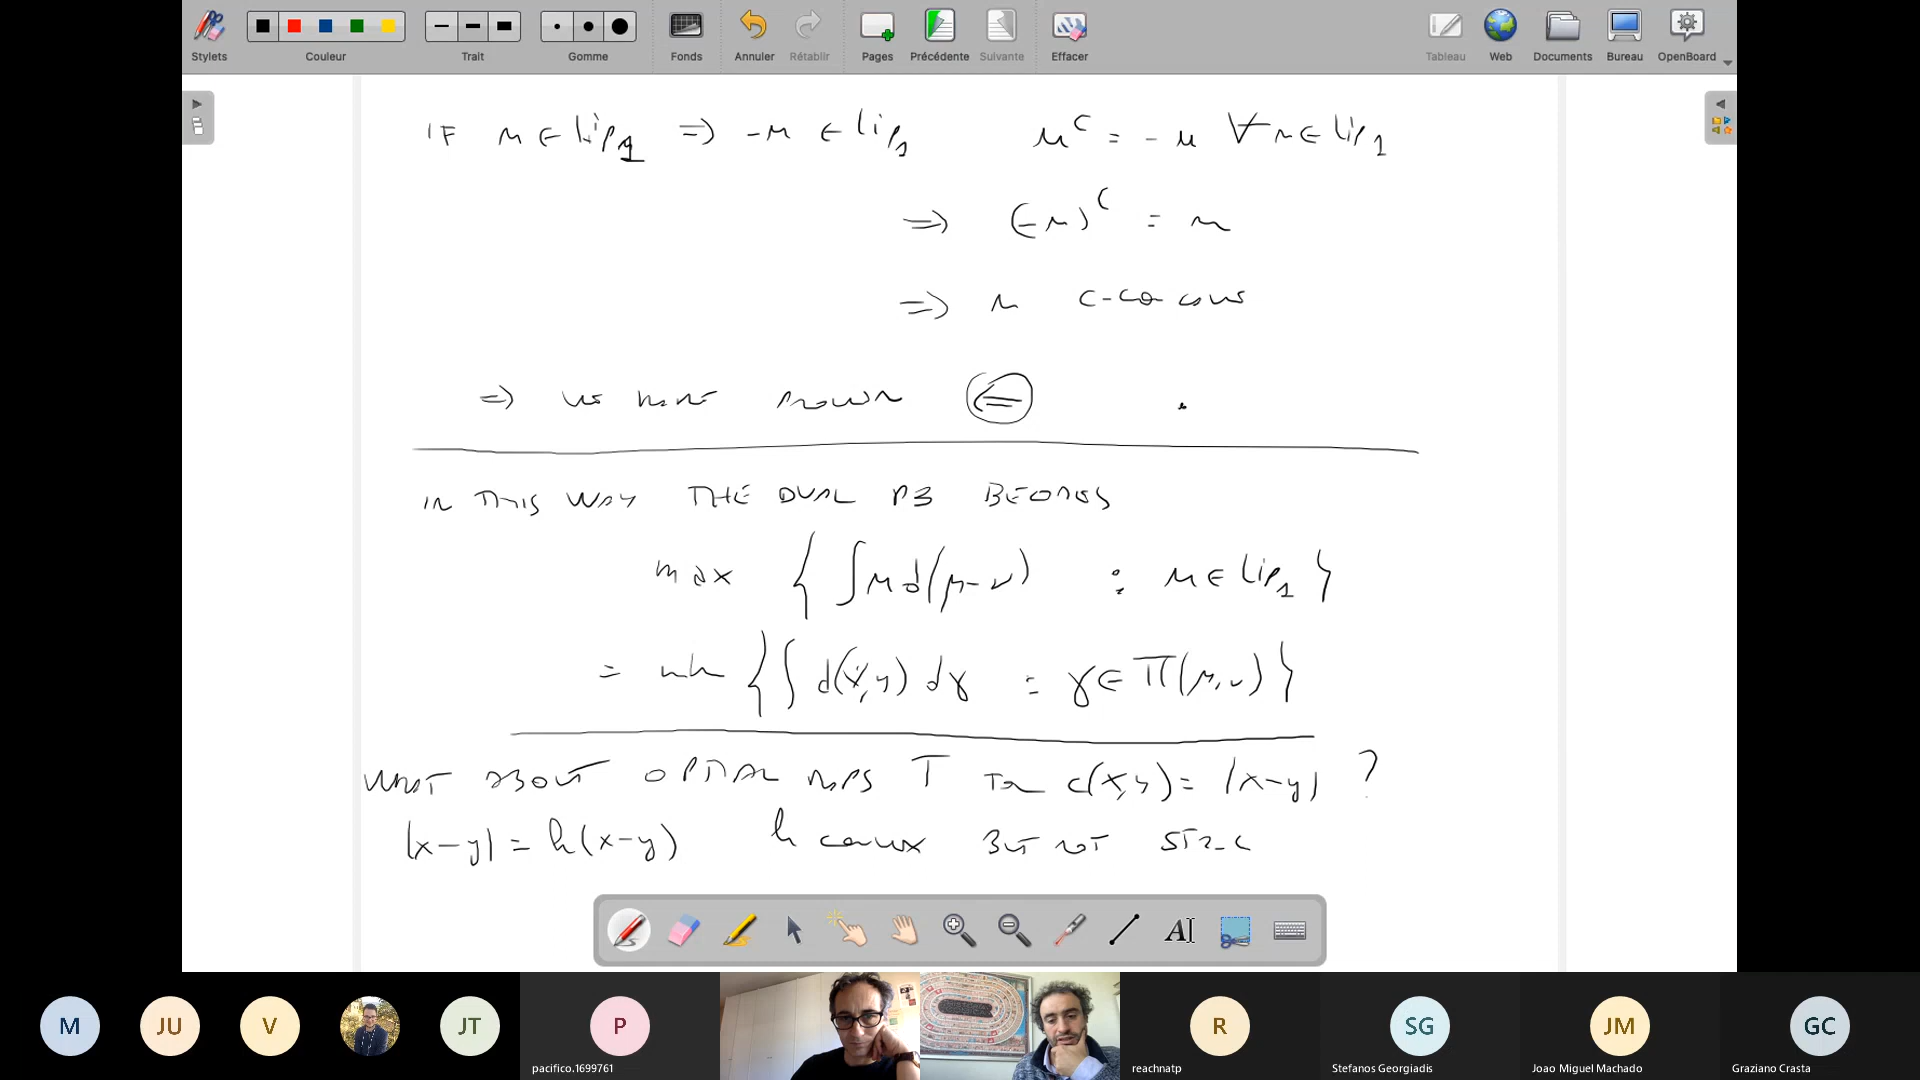 Stylets Couleur Trait Gomme Fonds Annuler Rétablir Pages Précédente Suivante Effacer Tableau Web Documents Bureau OpenBoard
IF u ∈ Lip₁ => -u ∈ Lip₁ u^c = -u ∀ u ∈ Lip₁
=> (-u)^c = u
=> u c-concave
=> we have proven (<=)
IN THIS WAY THE DUAL PB BECOMES
max { ∫ u d(μ-ν) : u ∈ Lip₁ }
= min { ∫ d(x,y) dγ : γ ∈ Π(μ,ν) }
WHAT ABOUT OPTIMAL MAPS T FOR c(x,y) = |x-y| ?
|x-y| = h(x-y) h convex BUT NOT
M JU V JT P R SG JM GC
pacifico.1699761 reachnatp Stefanos Georgiadis Joao Miguel Machado Graziano Crasta